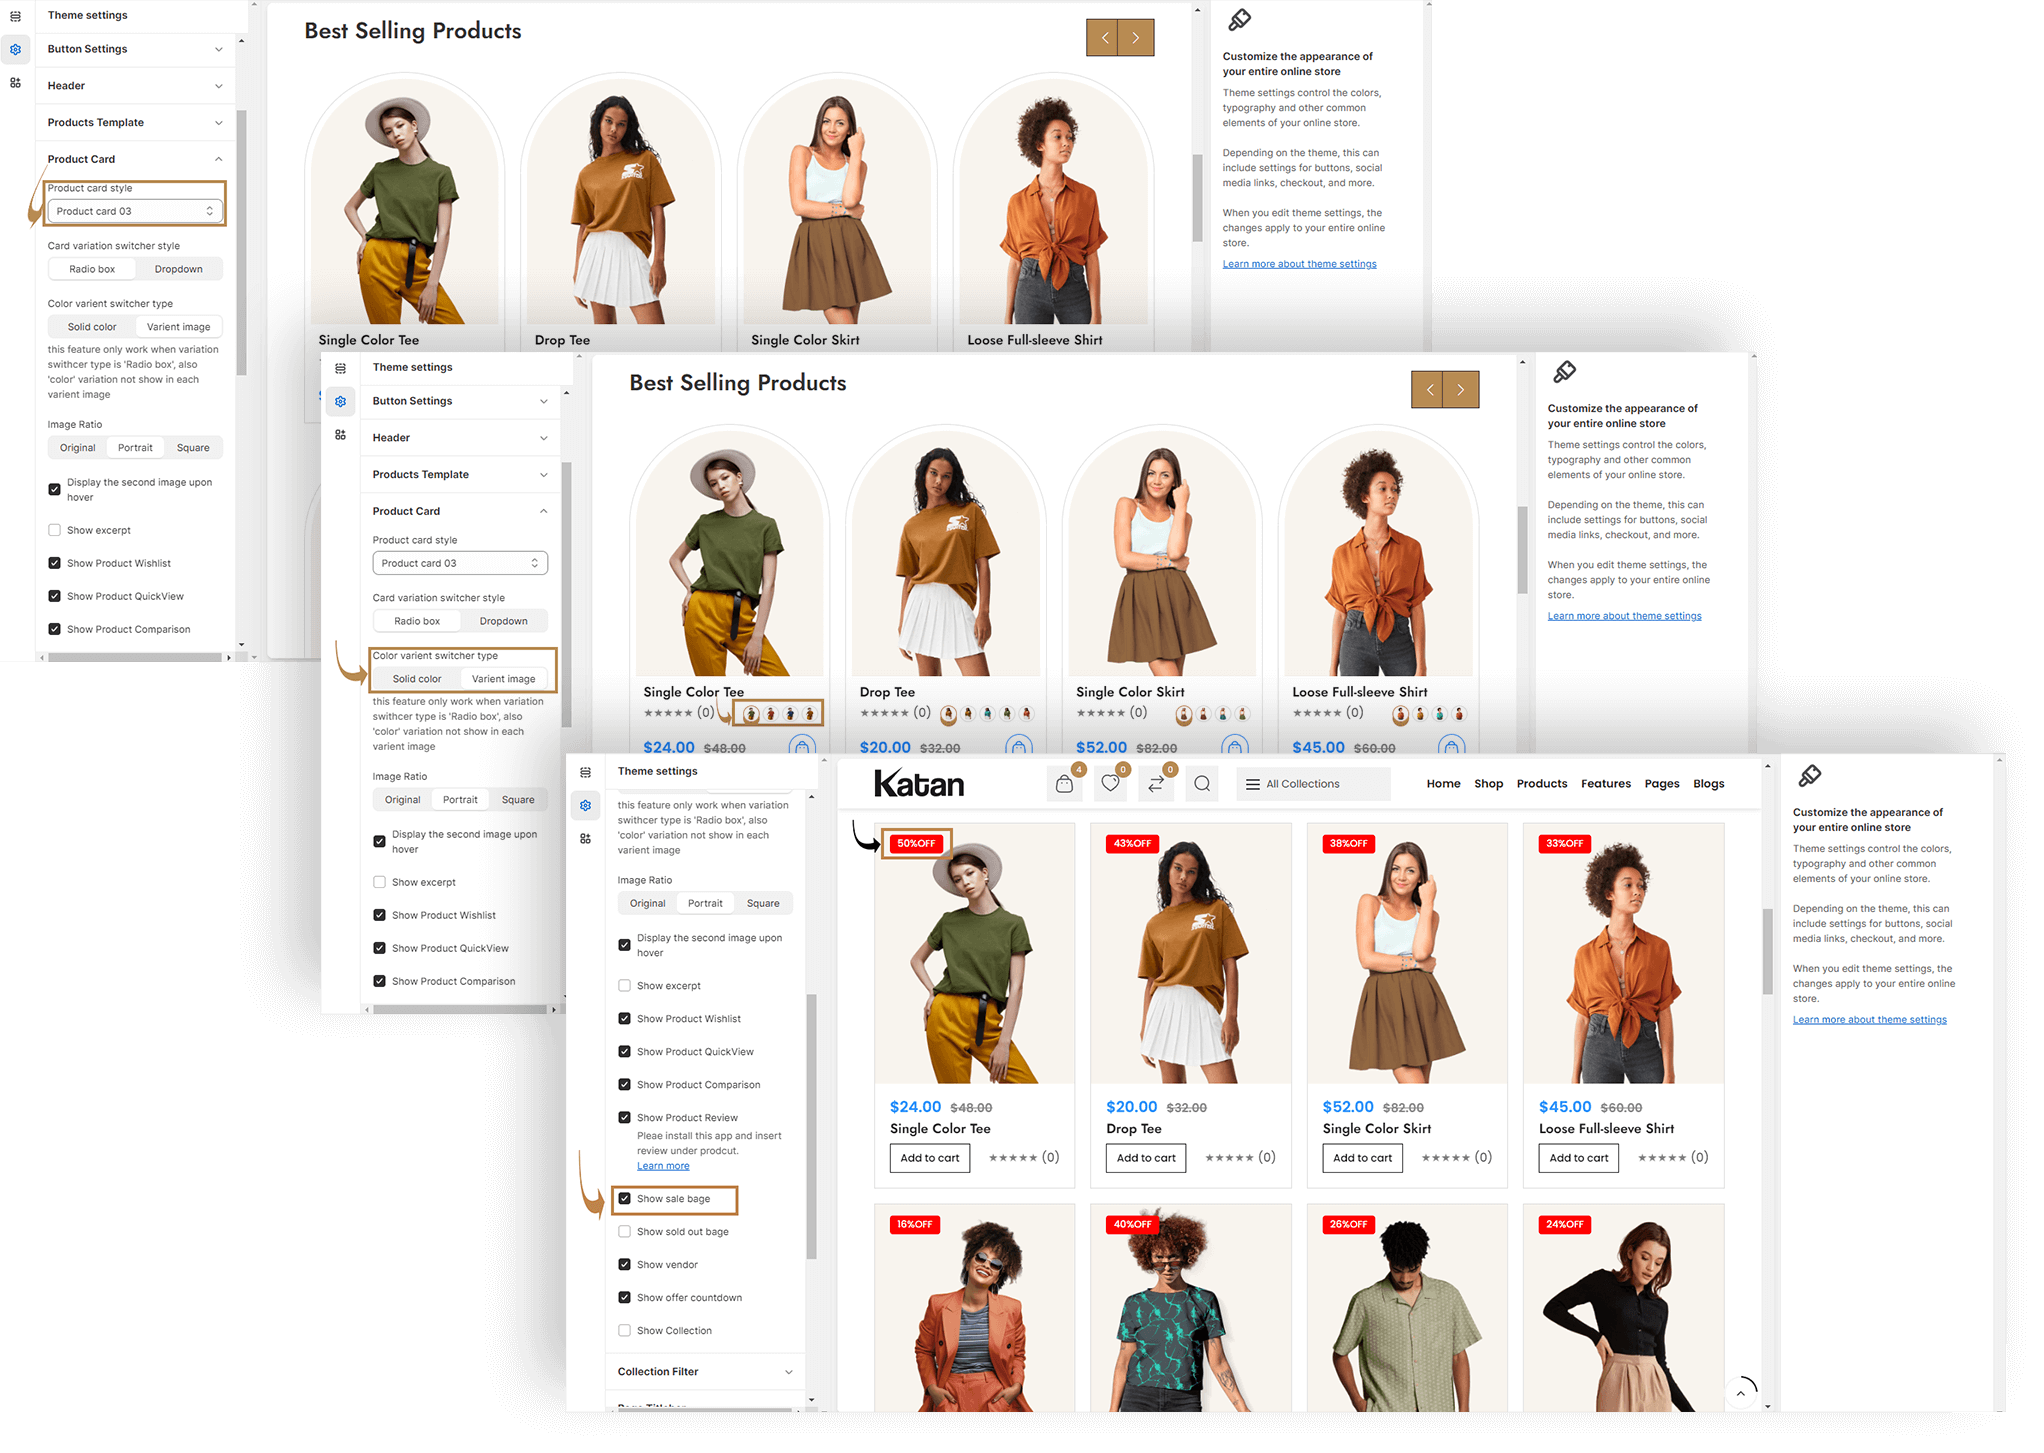 Theme settings
Button Settings
Header
Products Template
Product Card
Product card style
Product card 03
Card variation switcher style
Radio box
Dropdown
Color varient switcher type
Solid color
Varient image
this feature only work when variation
swithcer type is 'Radio box', also
'color' variation not show in each
varient image
Image Ratio
Original
Portrait
Square
Display the second image upon
hover
Show excerpt
Show Product Wishlist
Show Product QuickView
Show Product Comparison
Best Selling Products
Single Color Tee
Drop Tee
Single Color Skirt
Loose Full-sleeve Shirt
Customize the appearance of
your entire online store
Theme settings control the colors,
typography and other common
elements of your online store.
Depending on the theme, this can
include settings for buttons, social
media links, checkout, and more.
When you edit theme settings, the
changes apply to your entire online
store.
Learn more about theme settings
Theme settings
Button Settings
Header
Products Template
Product Card
Product card style
Product card 03
Card variation switcher style
Radio box
Dropdown
Color varient switcher type
Solid color
Varient image
this feature only work when variation
swithcer type is 'Radio box', also
'color' variation not show in each
varient image
Image Ratio
Original
Portrait
Square
Display the second image upon
hover
Show excerpt
Show Product Wishlist
Show Product QuickView
Show Product Comparison
Best Selling Products
Single Color Tee
(0)
$24.00 $48.00
Drop Tee
(0)
$20.00 $32.00
Single Color Skirt
(0)
$52.00 $82.00
Loose Full-sleeve Shirt
(0)
$45.00 $60.00
Customize the appearance of
your entire online store
Theme settings control the colors,
typography and other common
elements of your online store.
Depending on the theme, this can
include settings for buttons, social
media links, checkout, and more.
When you edit theme settings, the
changes apply to your entire online
store.
Learn more about theme settings
Theme settings
this feature only work when variation
swithcer type is 'Radio box', also
'color' variation not show in each
varient image
Image Ratio
Original
Portrait
Square
Display the second image upon
hover
Show excerpt
Show Product Wishlist
Show Product QuickView
Show Product Comparison
Show Product Review
Pleae install this app and insert
review under prodcut.
Learn more
Show sale bage
Show sold out bage
Show vendor
Show offer countdown
Show Collection
Collection Filter
Katan
4
0
0
All Collections
Home
Shop
Products
Features
Pages
Blogs
50%OFF
43%OFF
38%OFF
33%OFF
$24.00 $48.00
Single Color Tee
Add to cart
(0)
$20.00 $32.00
Drop Tee
Add to cart
(0)
$52.00 $82.00
Single Color Skirt
Add to cart
(0)
$45.00 $60.00
Loose Full-sleeve Shirt
Add to cart
(0)
16%OFF
40%OFF
26%OFF
24%OFF
Customize the appearance of
your entire online store
Theme settings control the colors,
typography and other common
elements of your online store.
Depending on the theme, this can
include settings for buttons, social
media links, checkout, and more.
When you edit theme settings, the
changes apply to your entire online
store.
Learn more about theme settings